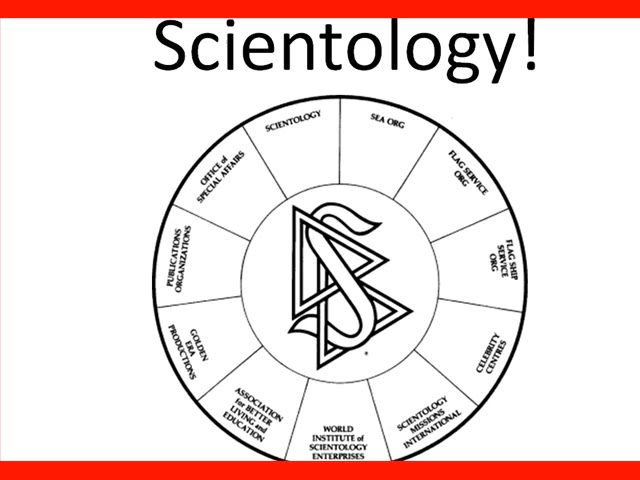 Scientology!
SCIENTOLOGY
SEA ORG
FLAG SERVICE
ORG
FLAG SHIP
SERVICE
ORG
CELEBRITY
CENTRES
SCIENTOLOGY
MISSIONS
INTERNATIONAL
WORLD
INSTITUTE of
SCIENTOLOGY
ENTERPRISES
ASSOCIATION
for BETTER
LIVING and
EDUCATION
GOLDEN
ERA
PRODUCTIONS
PUBLICATIONS
ORGANIZATIONS
OFFICE of
SPECIAL AFFAIRS